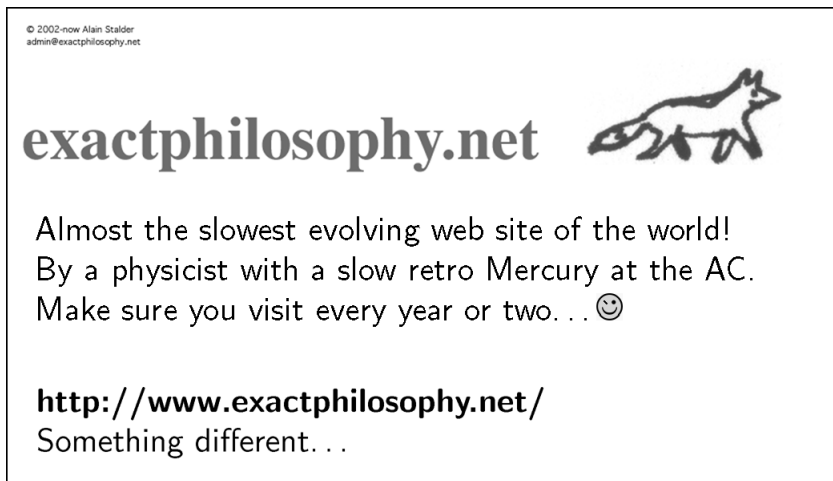 © 2002-now Alain Stalder
admin@exactphilosophy.net
exactphilosophy.net
Almost the slowest evolving web site of the world!
By a physicist with a slow retro Mercury at the AC.
Make sure you visit every year or two...
http://www.exactphilosophy.net/
Something different...